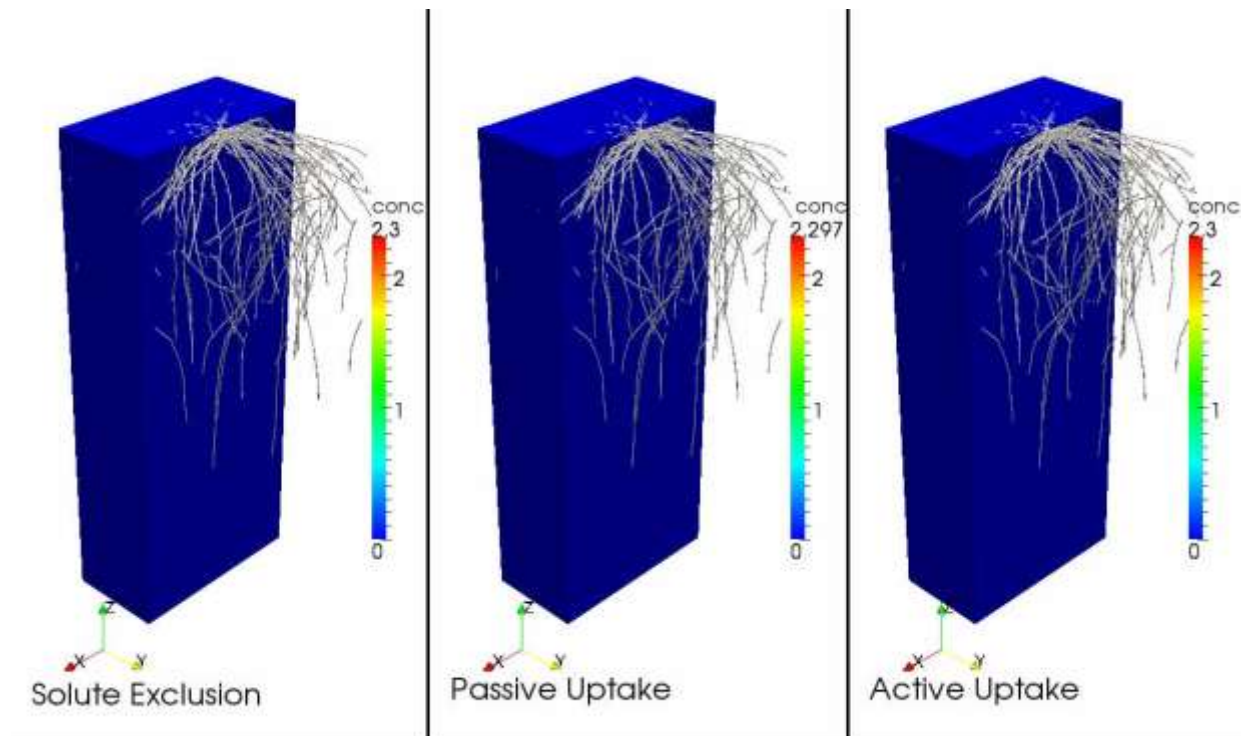 conc
2.3
2
1
0
Z
X
Y
Solute Exclusion
conc
2.297
2
1
0
Z
X
Y
Passive Uptake
conc
2.3
2
1
0
Z
X
Y
Active Uptake